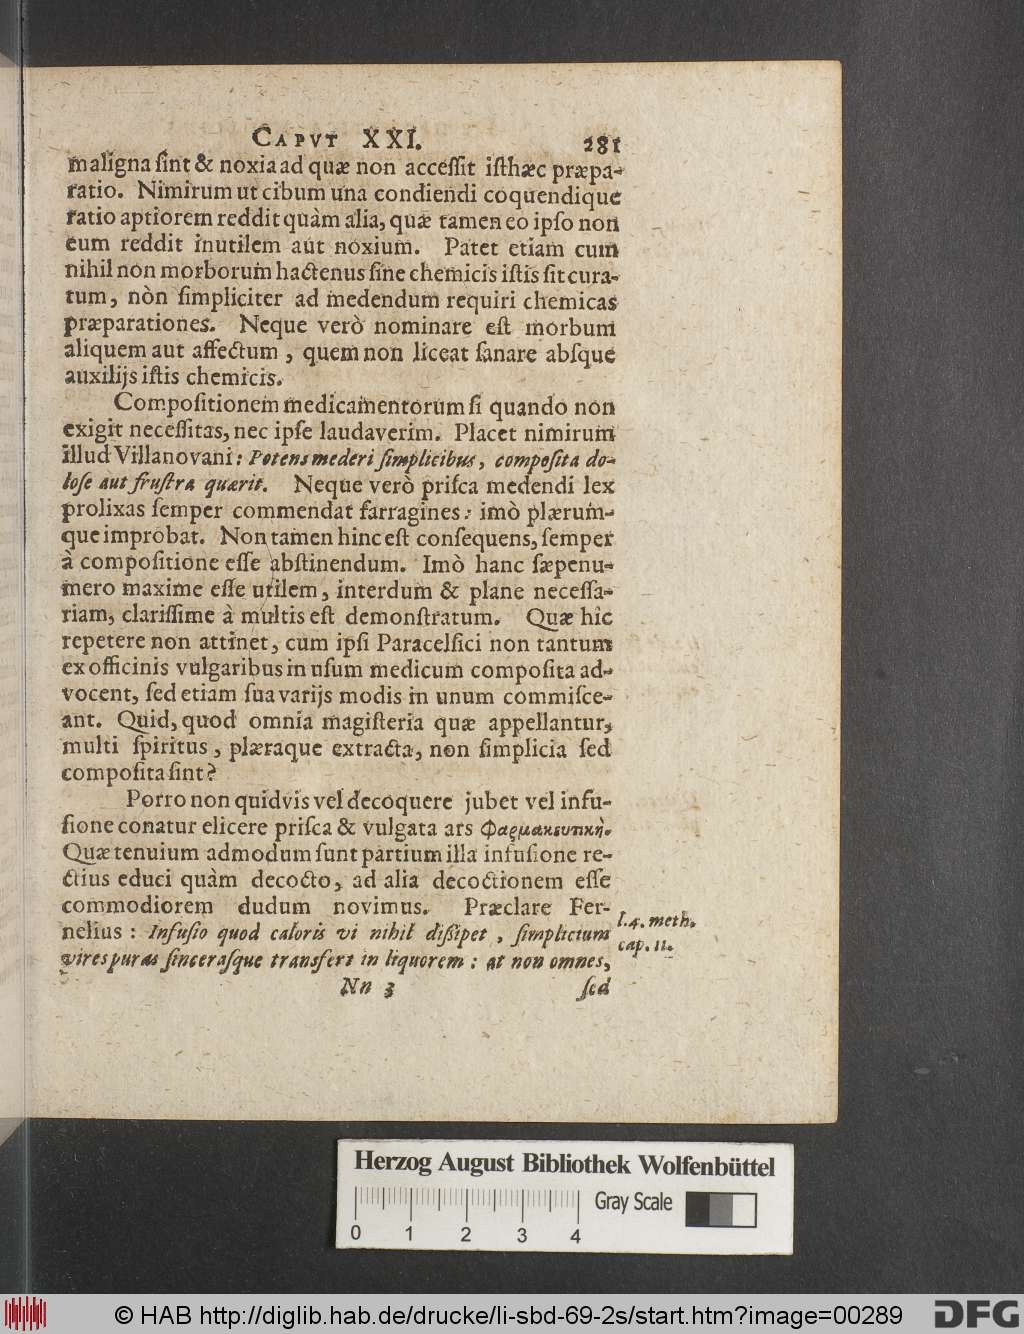 CAPVT XXI. 281
maligna ſint & noxia ad quæ non acceſſit iſthæc præpa-
ratio. Nimirum ut cibum una condiendi coquendique
ratio aptiorem reddit quàm alia, quæ tamen eo ipſo non
eum reddit inutilem aut noxium. Patet etiam cum
nihil non morborum hactenus ſine chemicis iſtis ſit cura-
tum, nòn ſimpliciter ad medendum requiri chemicas
præparationes. Neque verò nominare eſt morbum
aliquem aut affectum, quem non liceat ſanare abſque
auxilijs iſtis chemicis.
Compoſitionem medicamentorum ſi quando non
exigit neceſſitas, nec ipſe laudaverim. Placet nimirum
illud Villanovani: Potens mederi ſimplicibus, compoſita do-
loſe aut fruſtra quærit. Neque verò priſca medendi lex
prolixas ſemper commendat farragines: imò plærum-
que improbat. Non tamen hinc eſt conſequens, ſemper
à compoſitione eſſe abſtinendum. Imò hanc ſæpenu-
mero maxime eſſe utilem, interdum & plane neceſſa-
riam, clariſſime à multis eſt demonſtratum. Quæ hic
repetere non attinet, cum ipſi Paracelſici non tantum
ex officinis vulgaribus in uſum medicum compoſita ad-
vocent, ſed etiam ſua varijs modis in unum commiſce-
ant. Quid, quod omnia magiſteria quæ appellantur,
multi ſpiritus, plæraque extracta, non ſimplicia ſed
compoſita ſint?
Porro non quidvis vel decoquere jubet vel infu-
ſione conatur elicere priſca & vulgata ars Φαρμακευτικὴ.
Quæ tenuium admodum ſunt partium illa infuſione re-
ctius educi quàm decocto, ad alia decoctionem eſſe
commodiorem dudum novimus. Præclare Fer-
nelius: Infuſio quod caloris vi nihil diſſipet, ſimplicium
vires puras ſinceraſque transfert in liquorem: at non omnes,
l.4. meth.
cap. 11.
Nn 3 ſed
Herzog August Bibliothek Wolfenbüttel
0 1 2 3 4
Gray Scale
© HAB http://diglib.hab.de/drucke/li-sbd-69-2s/start.htm?image=00289
DFG